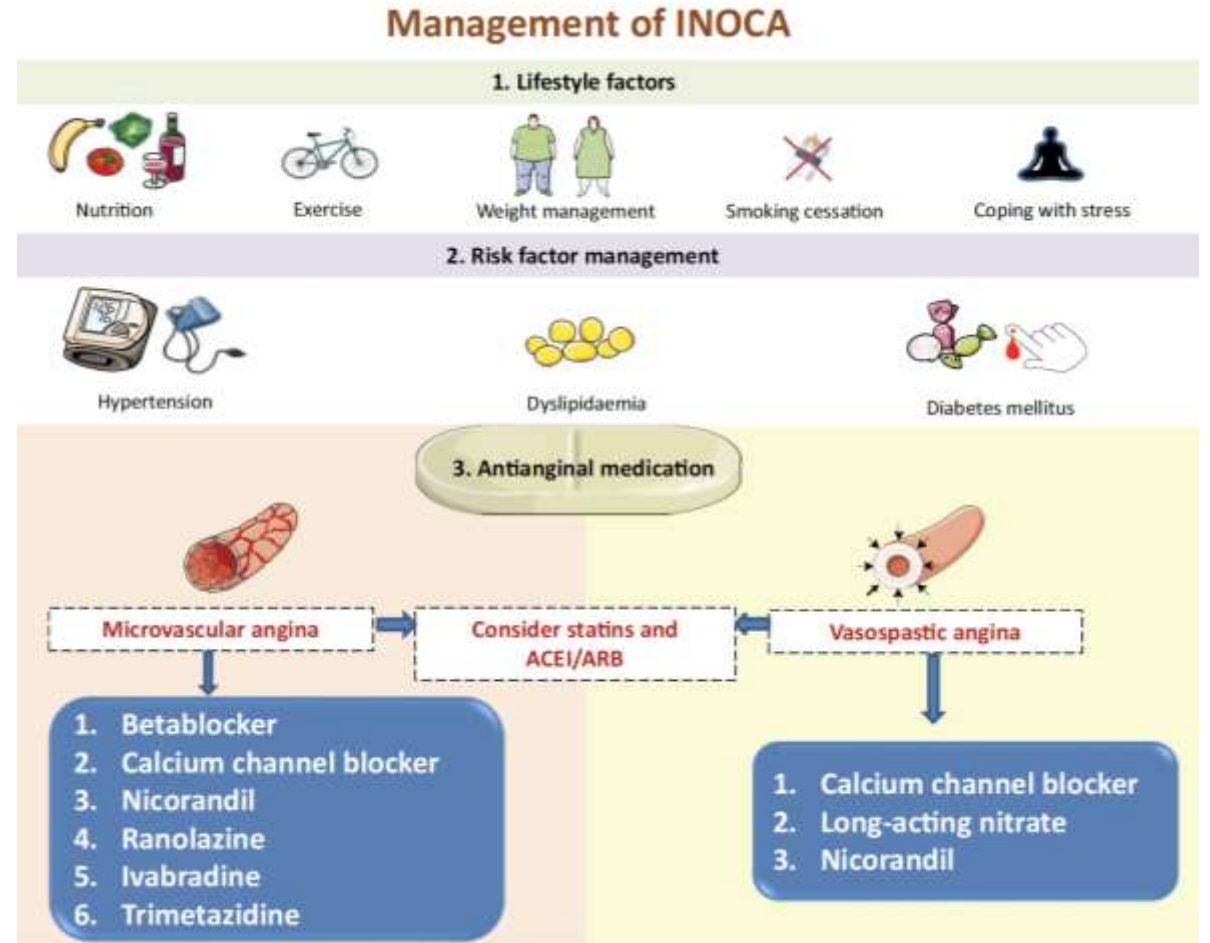 Management of INOCA
1. Lifestyle factors
Nutrition
Exercise
Weight management
Smoking cessation
Coping with stress
2. Risk factor management
Hypertension
Dyslipidaemia
Diabetes mellitus
3. Antianginal medication
Microvascular angina
Consider statins and
ACEI/ARB
Vasospastic angina
1. Betablocker
2. Calcium channel blocker
3. Nicorandil
4. Ranolazine
5. Ivabradine
6. Trimetazidine
1. Calcium channel blocker
2. Long-acting nitrate
3. Nicorandil